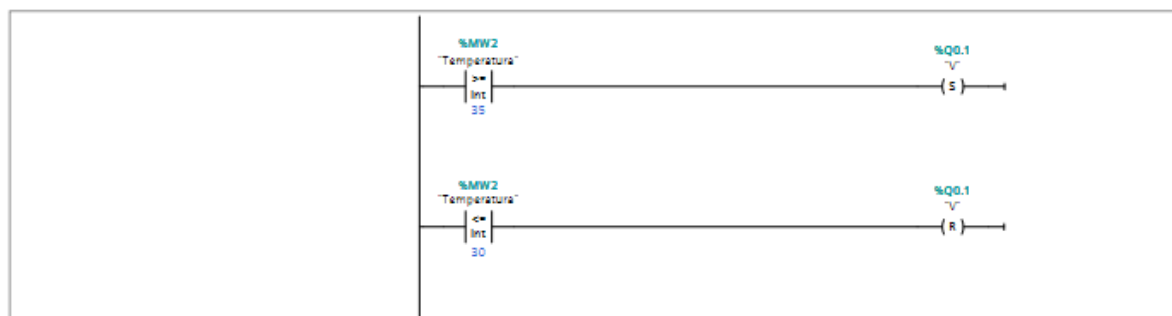 %MW2
"Temperatura"
>=
Int
35
%Q0.1
"V"
( S )
%MW2
"Temperatura"
<=
Int
30
%Q0.1
"V"
( R )